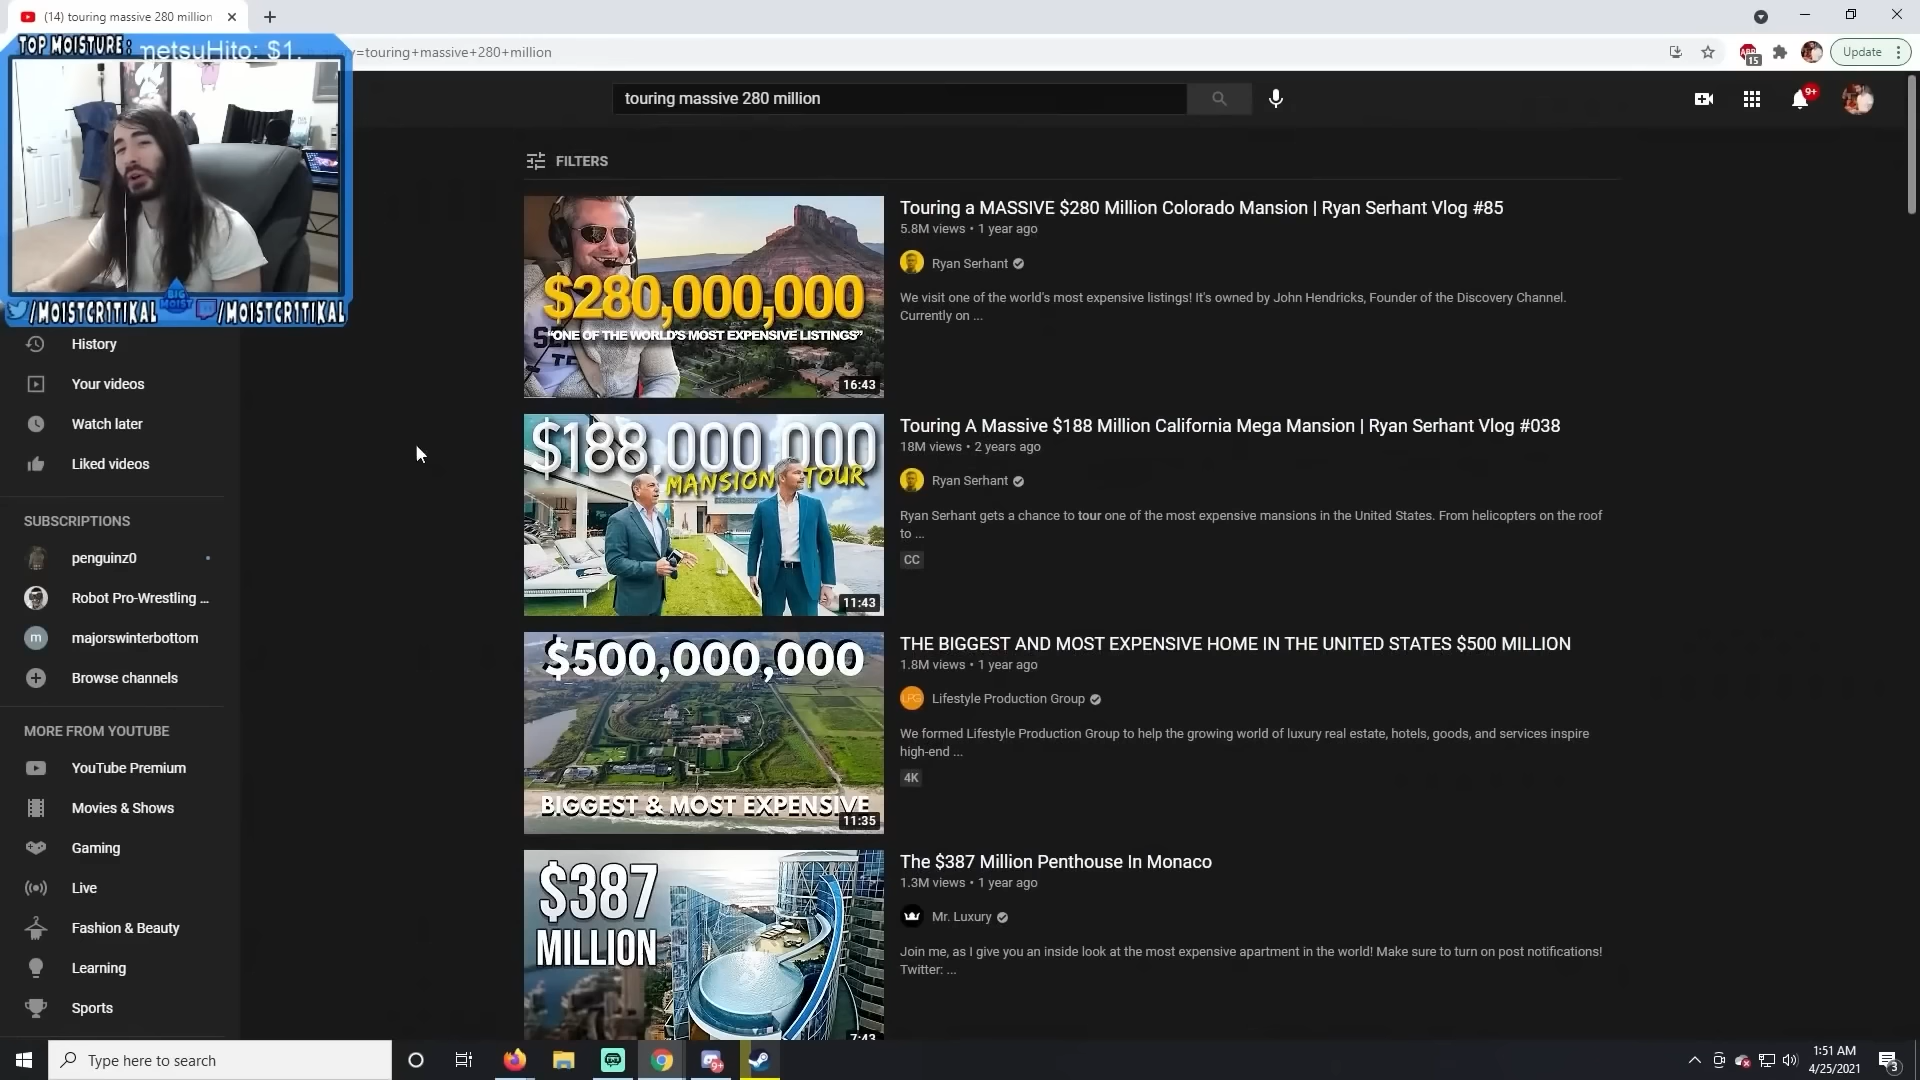 (14) touring massive 280 million
TOP MOISTURE:
metsuHito: $1.
y=touring+massive+280+million
15
Update
touring massive 280 million
9+
/MOISTCR1TIKAL
BIG MOIST
/MOISTCR1TIKAL
FILTERS
$280,000,000
"ONE OF THE WORLD'S MOST EXPENSIVE LISTINGS"
16:43
Touring a MASSIVE $280 Million Colorado Mansion | Ryan Serhant Vlog #85
5.8M views • 1 year ago
Ryan Serhant
We visit one of the world's most expensive listings! It's owned by John Hendricks, Founder of the Discovery Channel.
Currently on ...
$188,000,000
MANSION TOUR
11:43
Touring A Massive $188 Million California Mega Mansion | Ryan Serhant Vlog #038
18M views • 2 years ago
Ryan Serhant
Ryan Serhant gets a chance to tour one of the most expensive mansions in the United States. From helicopters on the roof
to ...
CC
$500,000,000
BIGGEST & MOST EXPENSIVE
11:35
THE BIGGEST AND MOST EXPENSIVE HOME IN THE UNITED STATES $500 MILLION
1.8M views • 1 year ago
LPG
Lifestyle Production Group
We formed Lifestyle Production Group to help the growing world of luxury real estate, hotels, goods, and services inspire
high-end ...
4K
$387
MILLION
7:43
The $387 Million Penthouse In Monaco
1.3M views • 1 year ago
Mr. Luxury
Join me, as I give you an inside look at the most expensive apartment in the world! Make sure to turn on post notifications!
Twitter: ...
History
Your videos
Watch later
Liked videos
SUBSCRIPTIONS
penguinz0
Robot Pro-Wrestling ...
m
majorswinterbottom
Browse channels
MORE FROM YOUTUBE
YouTube Premium
Movies & Shows
Gaming
Live
Fashion & Beauty
Learning
Sports
Type here to search
9+
1:51 AM
4/25/2021
3